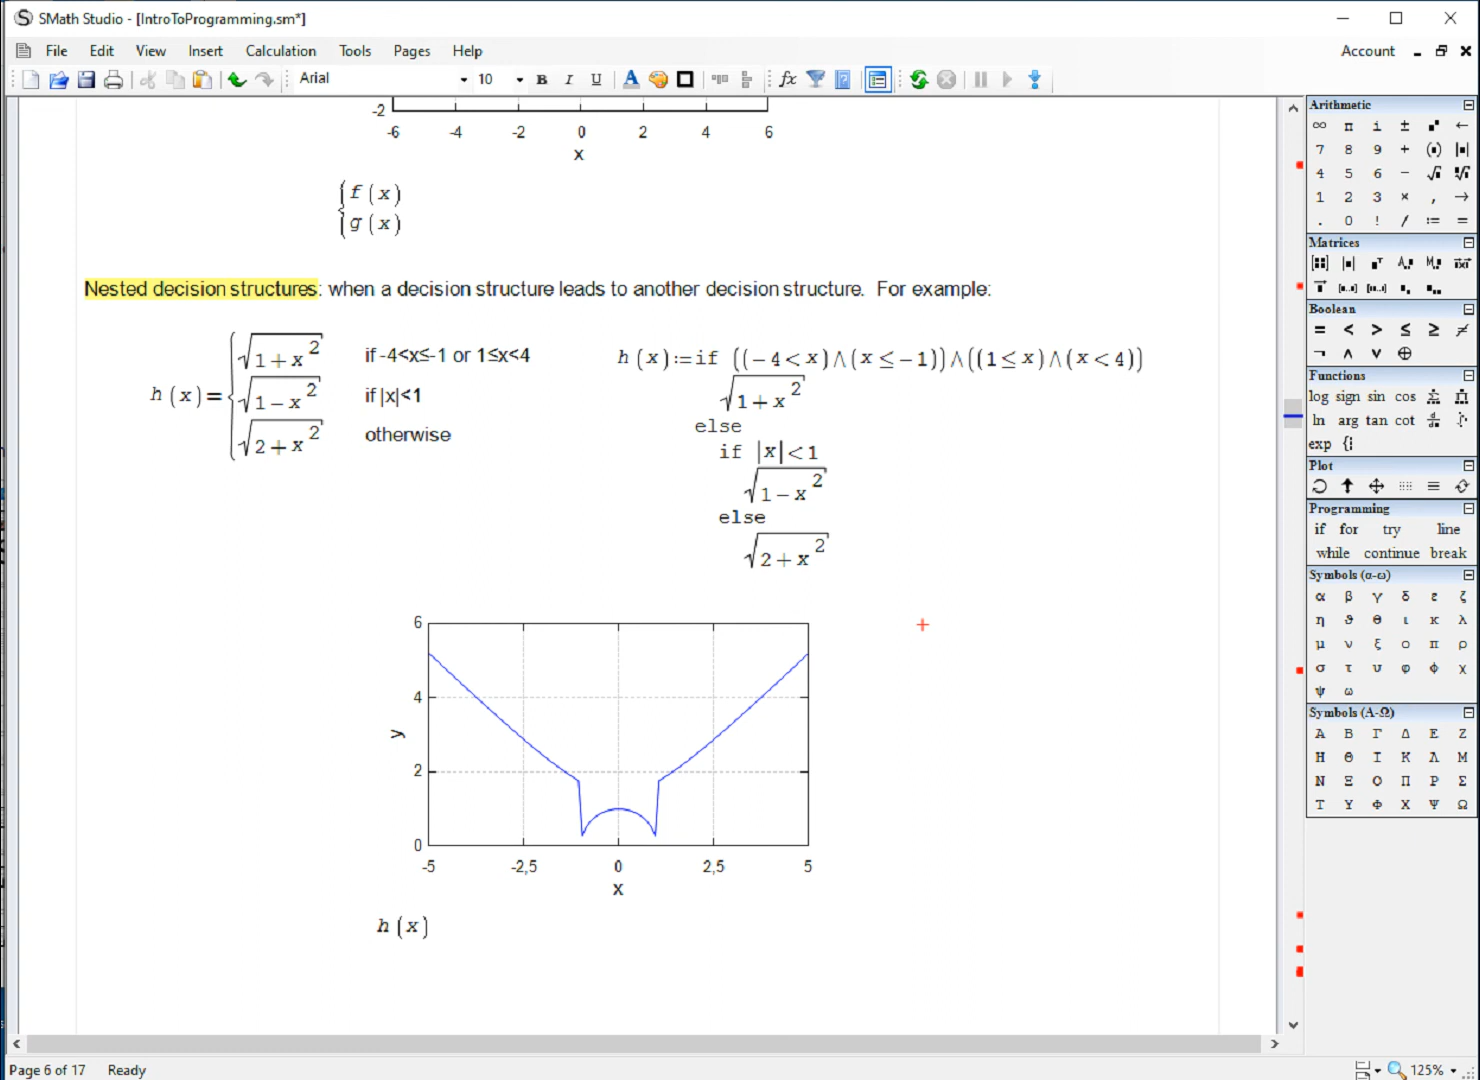 SMath Studio - [IntroToProgramming.sm*]
File Edit View Insert Calculation Tools Pages Help Account
Arial 10 B I U A fx
-2
-6 -4 -2 0 2 4 6
x
{ f (x)
g (x)
Nested decision structures: when a decision structure leads to another decision structure. For example:
h (x) = { √(1+x²) if -4<x≤-1 or 1≤x<4
√(1-x²) if |x|<1
√(2+x²) otherwise
h (x):=if ((-4<x)∧(x≤-1))∧((1≤x)∧(x<4))
√(1+x²)
else
if |x|<1
√(1-x²)
else
√(2+x²)
6
4
2
0
y
-5 -2,5 0 2,5 5
x
h (x)
Arithmetic
∞ π i ± ←
7 8 9 + (▪) |▪|
4 5 6 - √
1 2 3 × , →
. 0 ! / := =
Matrices
Boolean
= < > ≤ ≥ ≠
¬ ∧ ∨ ⊕
Functions
log sign sin cos
ln arg tan cot
exp
Plot
Programming
if for try line
while continue break
Symbols (α-ω)
α β γ δ ε ζ
η ϑ θ ι κ λ
μ ν ξ ο π ρ
σ τ υ φ ϕ χ
ψ ω
Symbols (Α-Ω)
Α Β Γ Δ Ε Ζ
Η Θ Ι Κ Λ Μ
Ν Ξ Ο Π Ρ Σ
Τ Υ Φ Χ Ψ Ω
Page 6 of 17 Ready 125%